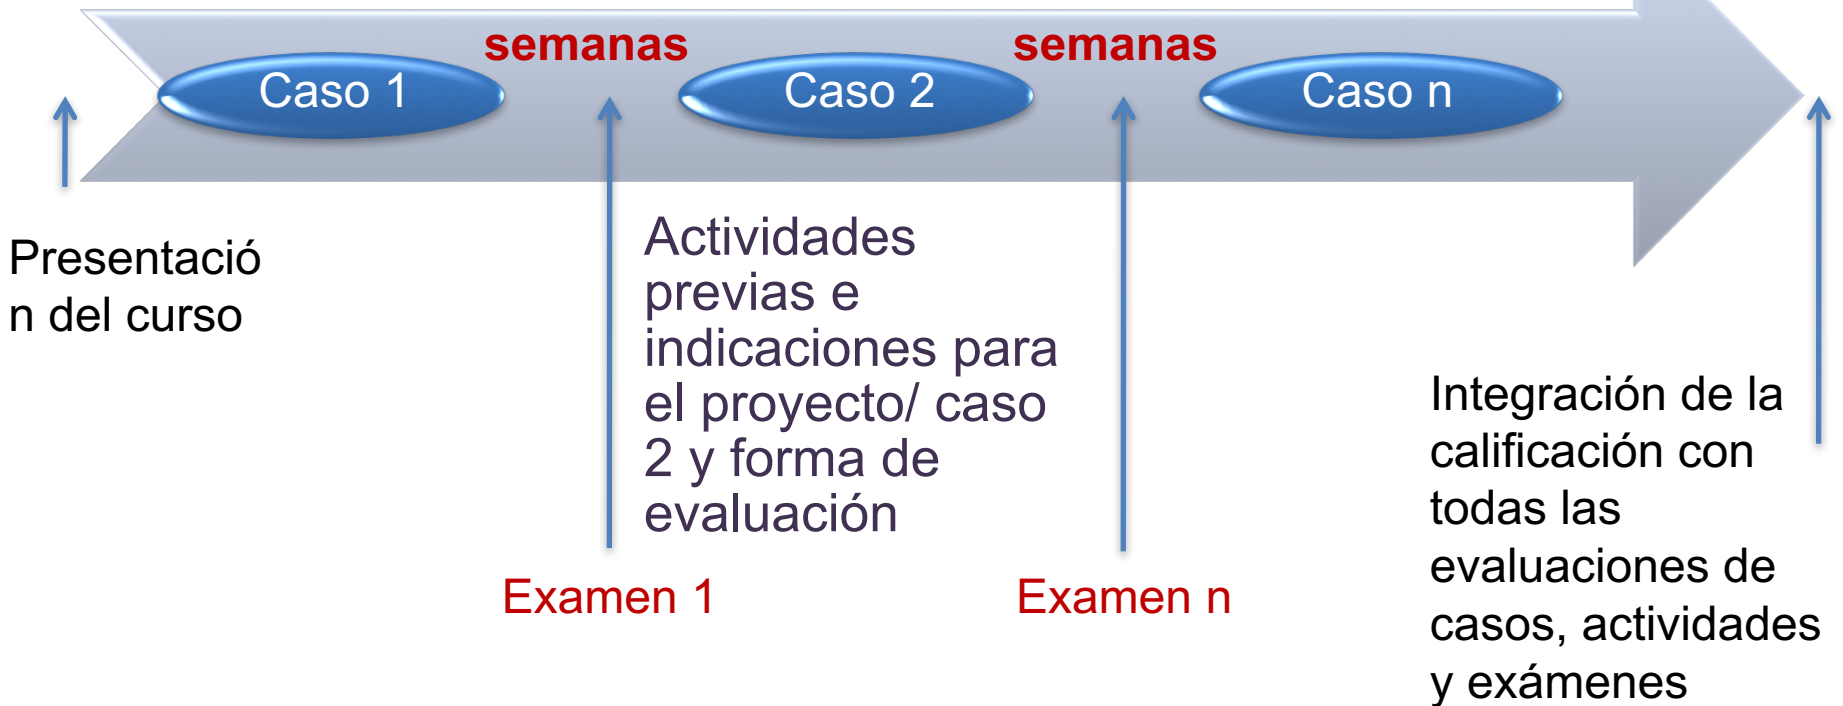 semanas
semanas
Caso 1
Caso 2
Caso n
Presentació
n del curso
Actividades
previas e
indicaciones para
el proyecto/ caso
2 y forma de
evaluación
Examen 1
Examen n
Integración de la
calificación con
todas las
evaluaciones de
casos, actividades
y exámenes